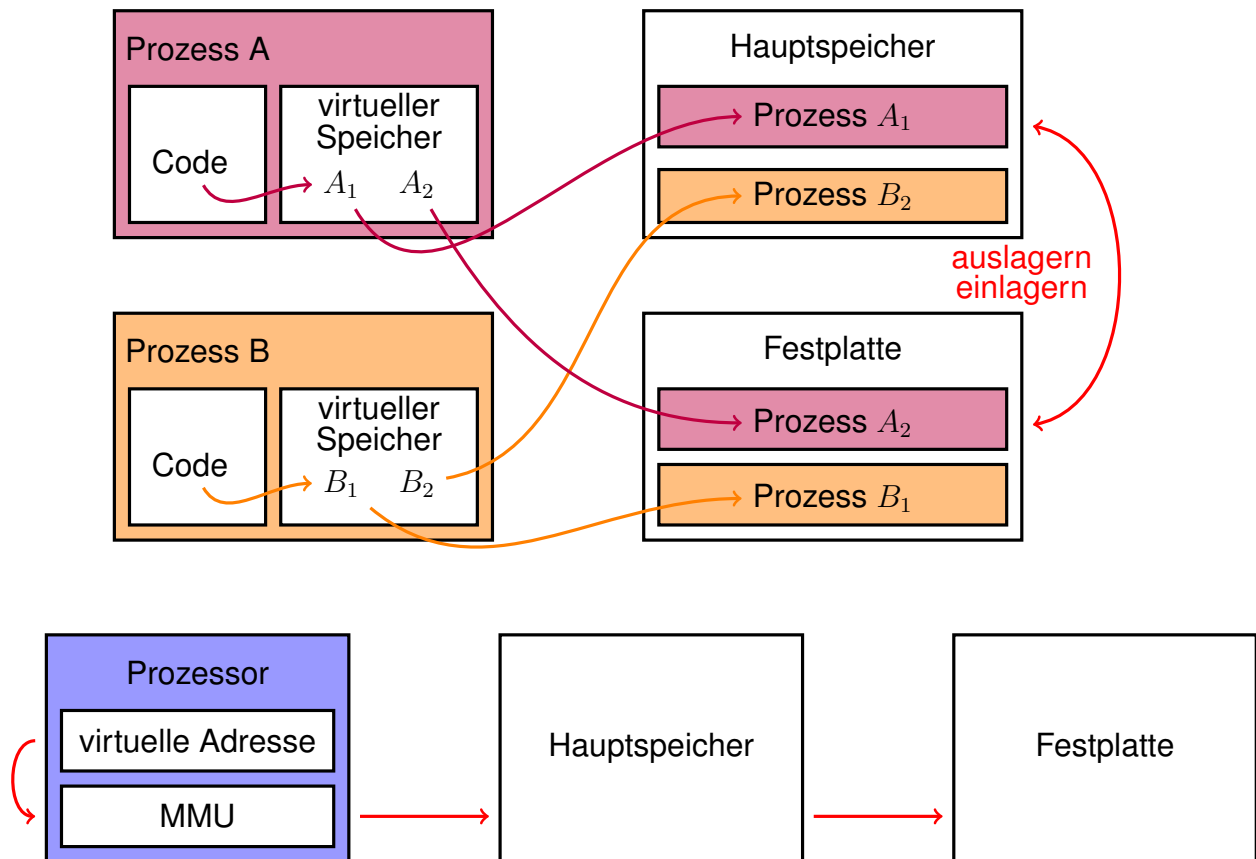 Prozess A
Code
virtueller
Speicher
A₁ A₂
Hauptspeicher
Prozess A₁
Prozess B₂
auslagern
einlagern
Prozess B
Code
virtueller
Speicher
B₁ B₂
Festplatte
Prozess A₂
Prozess B₁
Prozessor
virtuelle Adresse
MMU
Hauptspeicher
Festplatte